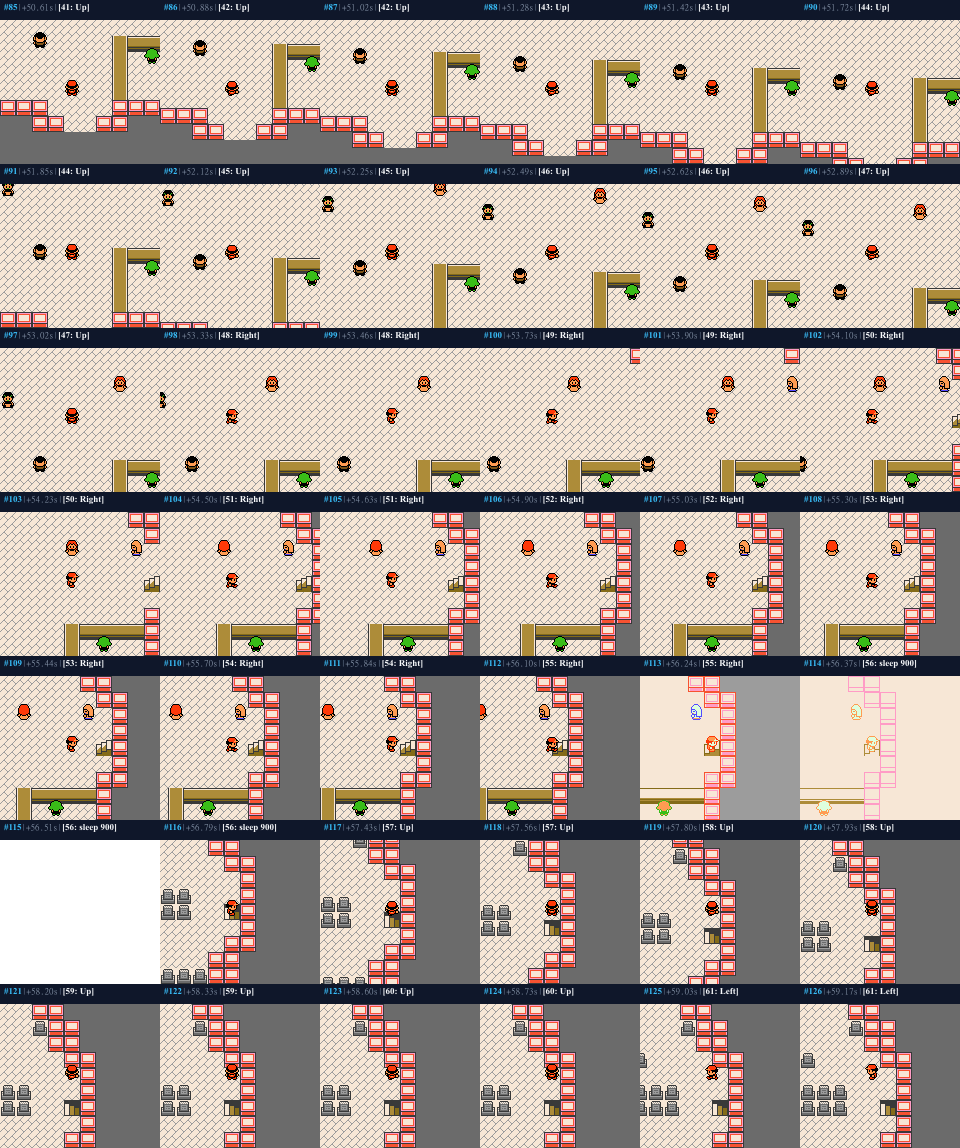 #85|+50.61s|[41: Up] #86|+50.88s|[42: Up] #87|+51.02s|[42: Up] #88|+51.28s|[43: Up] #89|+51.42s|[43: Up] #90|+51.72s|[44: Up]
#91|+51.85s|[44: Up] #92|+52.12s|[45: Up] #93|+52.25s|[45: Up] #94|+52.49s|[46: Up] #95|+52.62s|[46: Up] #96|+52.89s|[47: Up]
#97|+53.02s|[47: Up] #98|+53.33s|[48: Right] #99|+53.46s|[48: Right] #100|+53.73s|[49: Right] #101|+53.90s|[49: Right] #102|+54.10s|[50: Right]
#103|+54.23s|[50: Right] #104|+54.50s|[51: Right] #105|+54.63s|[51: Right] #106|+54.90s|[52: Right] #107|+55.03s|[52: Right] #108|+55.30s|[53: Right]
#109|+55.44s|[53: Right] #110|+55.70s|[54: Right] #111|+55.84s|[54: Right] #112|+56.10s|[55: Right] #113|+56.24s|[55: Right] #114|+56.37s|[56: sleep 900]
#115|+56.51s|[56: sleep 900] #116|+56.79s|[56: sleep 900] #117|+57.43s|[57: Up] #118|+57.56s|[57: Up] #119|+57.80s|[58: Up] #120|+57.93s|[58: Up]
#121|+58.20s|[59: Up] #122|+58.33s|[59: Up] #123|+58.60s|[60: Up] #124|+58.73s|[60: Up] #125|+59.03s|[61: Left] #126|+59.17s|[61: Left]